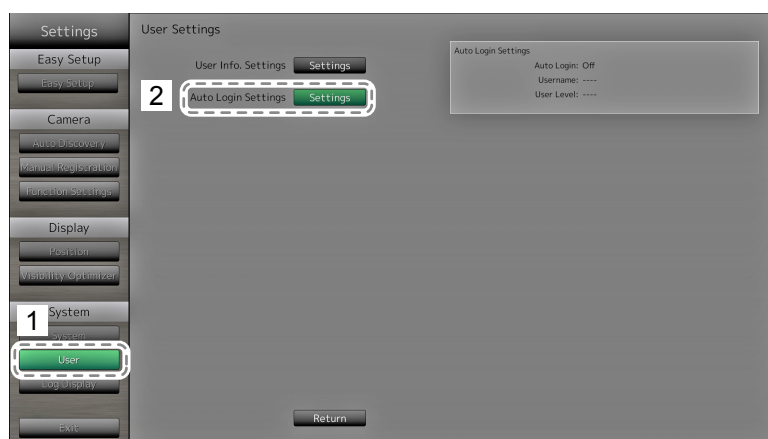 Settings
Easy Setup
Easy Setup
Camera
Auto Discovery
Manual Registration
Function Settings
Display
Position
Visibility Optimizer
System
1
System
User
Log Display
Exit
User Settings
User Info. Settings Settings
2
Auto Login Settings Settings
Return
Auto Login Settings
Auto Login: Off
Username: ----
User Level: ----